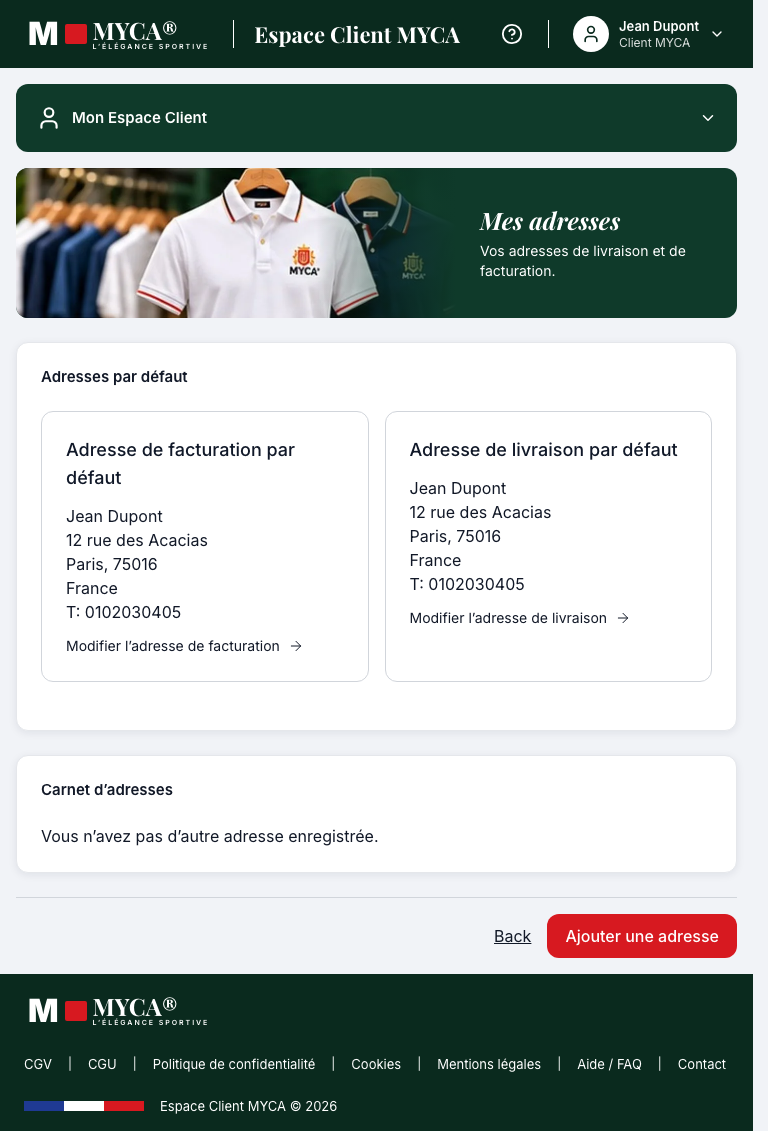 M MYCA®
L'ÉLÉGANCE SPORTIVE
Espace Client MYCA
Jean Dupont
Client MYCA
Mon Espace Client
MYCA
MYCA
Mes adresses
Vos adresses de livraison et de
facturation.
Adresses par défaut
Adresse de facturation par
défaut
Jean Dupont
12 rue des Acacias
Paris, 75016
France
T: 0102030405
Modifier l’adresse de facturation
Adresse de livraison par défaut
Jean Dupont
12 rue des Acacias
Paris, 75016
France
T: 0102030405
Modifier l’adresse de livraison
Carnet d’adresses
Vous n’avez pas d’autre adresse enregistrée.
Back
Ajouter une adresse
M MYCA®
L'ÉLÉGANCE SPORTIVE
CGV | CGU | Politique de confidentialité | Cookies | Mentions légales | Aide / FAQ | Contact
Espace Client MYCA © 2026